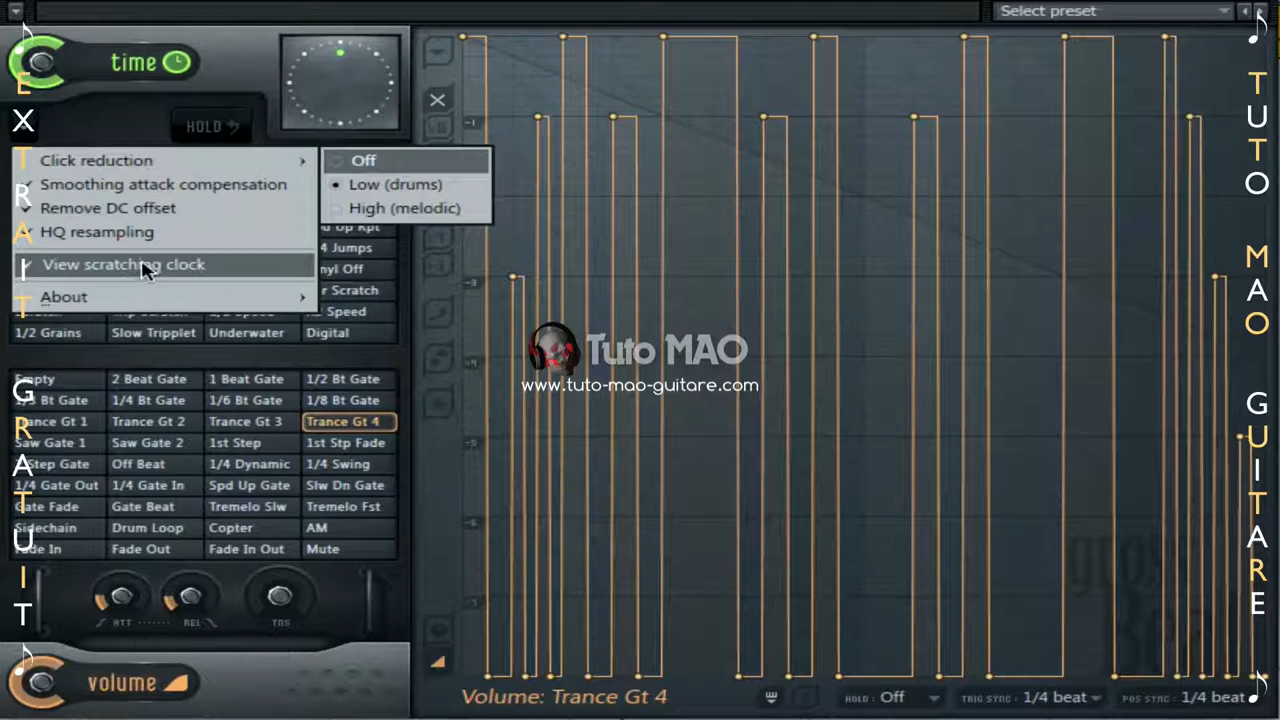 Select preset
time
HOLD
Click reduction
Smoothing attack compensation
Remove DC offset
HQ resampling
View scratching clock
About
Off
Low (drums)
High (melodic)
Jumps
Off
Scratch
Speed
1/2 Grains Slow Tripplet Underwater Digital
Empty 2 Beat Gate 1 Beat Gate 1/2 Bt Gate
Bt Gate 1/4 Bt Gate 1/6 Bt Gate 1/8 Bt Gate
Trance Gt 1 Trance Gt 2 Trance Gt 3 Trance Gt 4
Saw Gate 1 Saw Gate 2 1st Step 1st Stp Fade
Step Gate Off Beat 1/4 Dynamic 1/4 Swing
1/4 Gate Out 1/4 Gate In Spd Up Gate Slw Dn Gate
Gate Fade Gate Beat Tremelo Slw Tremelo Fst
Sidechain Drum Loop Copter AM
Fade In Fade Out Fade In Out Mute
ATT REL TNS
volume
Volume: Trance Gt 4
HOLD: Off
TRIG SYNC: 1/4 beat
POS SYNC: 1/4 beat
Tuto MAO
www.tuto-mao-guitare.com
EXTRAIT GRATUIT
TUTO MAO GUITARE